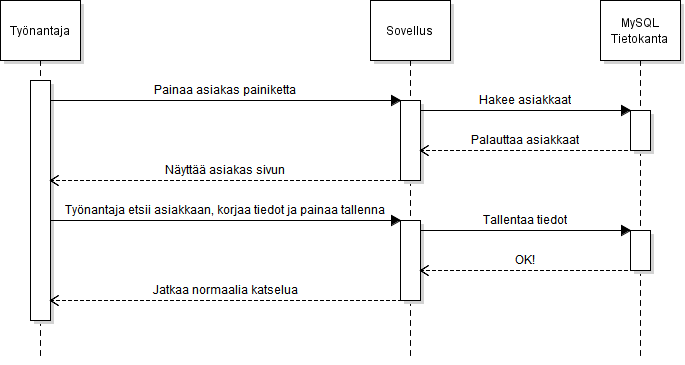 Työnantaja
Sovellus
MySQL
Tietokanta
Painaa asiakas painiketta
Hakee asiakkaat
Palauttaa asiakkaat
Näyttää asiakas sivun
Työnantaja etsii asiakkaan, korjaa tiedot ja painaa tallenna
Tallentaa tiedot
OK!
Jatkaa normaalia katselua